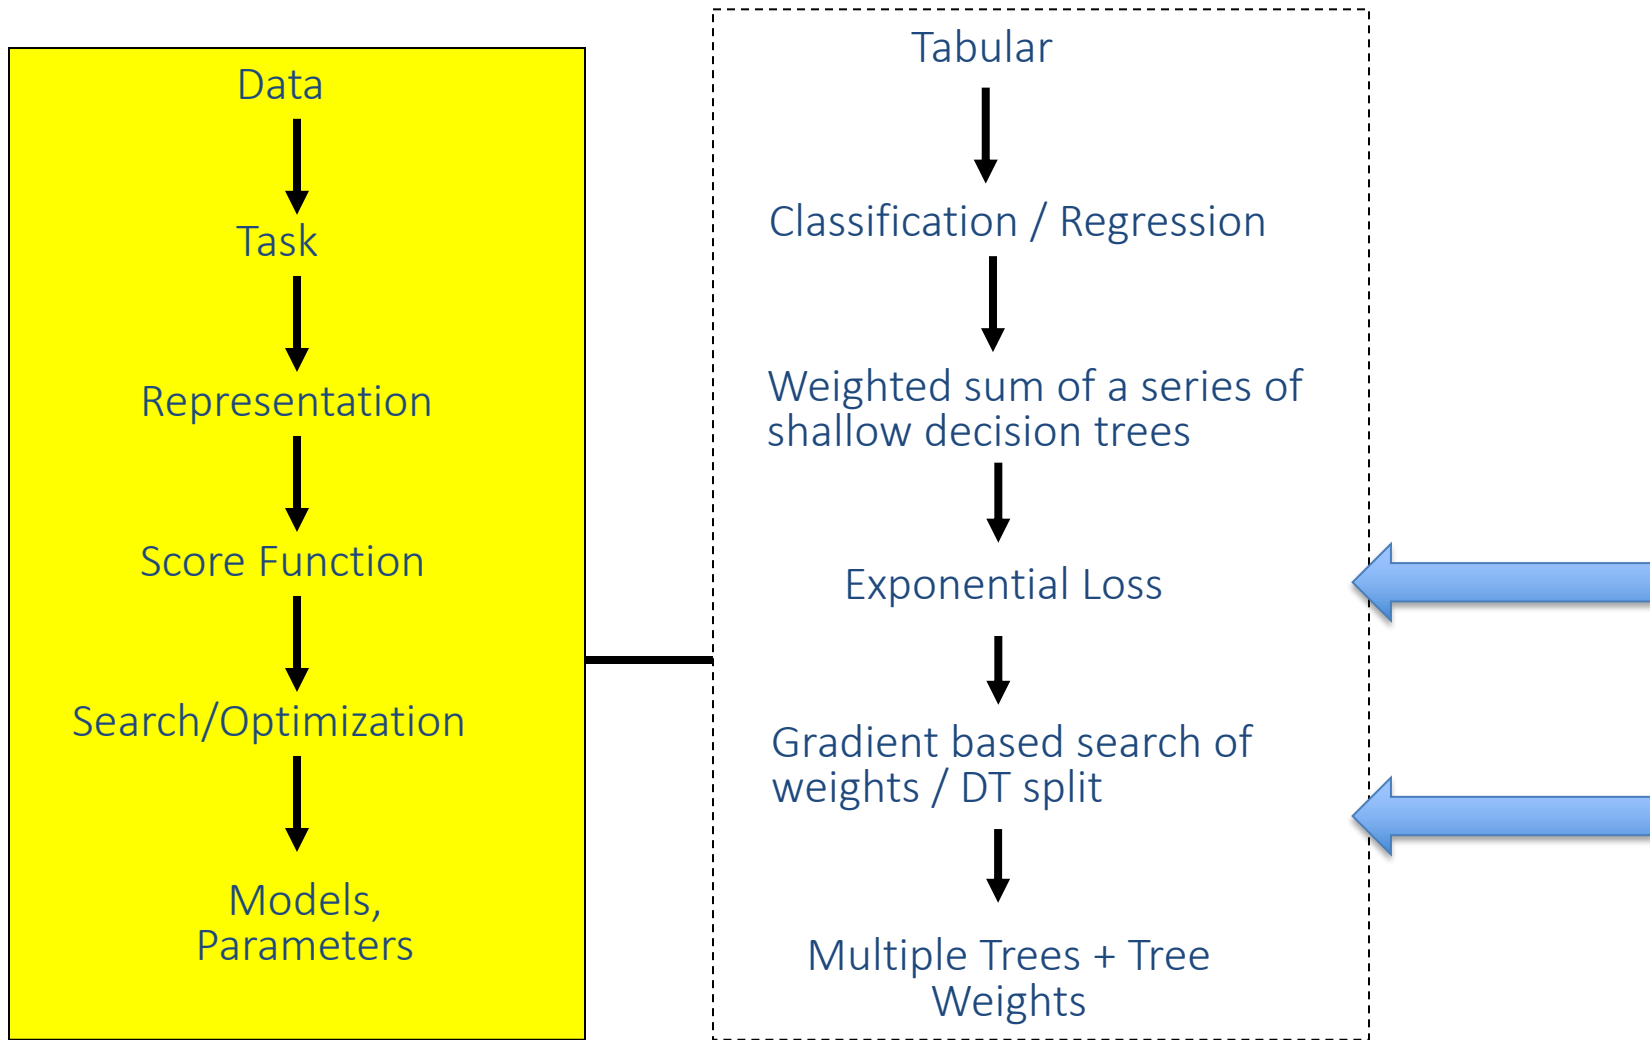 Data
Task
Representation
Score Function
Search/Optimization
Models,
Parameters
Tabular
Classification / Regression
Weighted sum of a series of
shallow decision trees
Exponential Loss
Gradient based search of
weights / DT split
Multiple Trees + Tree
Weights